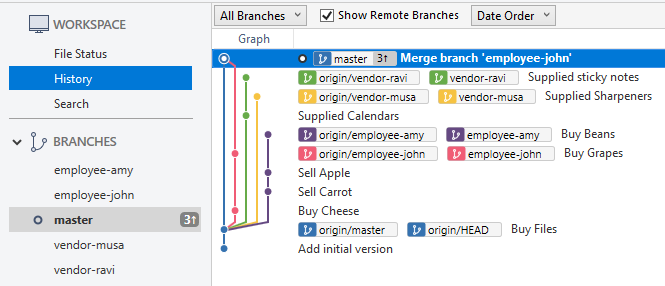 WORKSPACE
File Status
History
Search
BRANCHES
employee-amy
employee-john
master 3↑
vendor-musa
vendor-ravi
All Branches Show Remote Branches Date Order
Graph
master 3↑ Merge branch 'employee-john'
origin/vendor-ravi vendor-ravi Supplied sticky notes
origin/vendor-musa vendor-musa Supplied Sharpeners
Supplied Calendars
origin/employee-amy employee-amy Buy Beans
origin/employee-john employee-john Buy Grapes
Sell Apple
Sell Carrot
Buy Cheese
origin/master origin/HEAD Buy Files
Add initial version